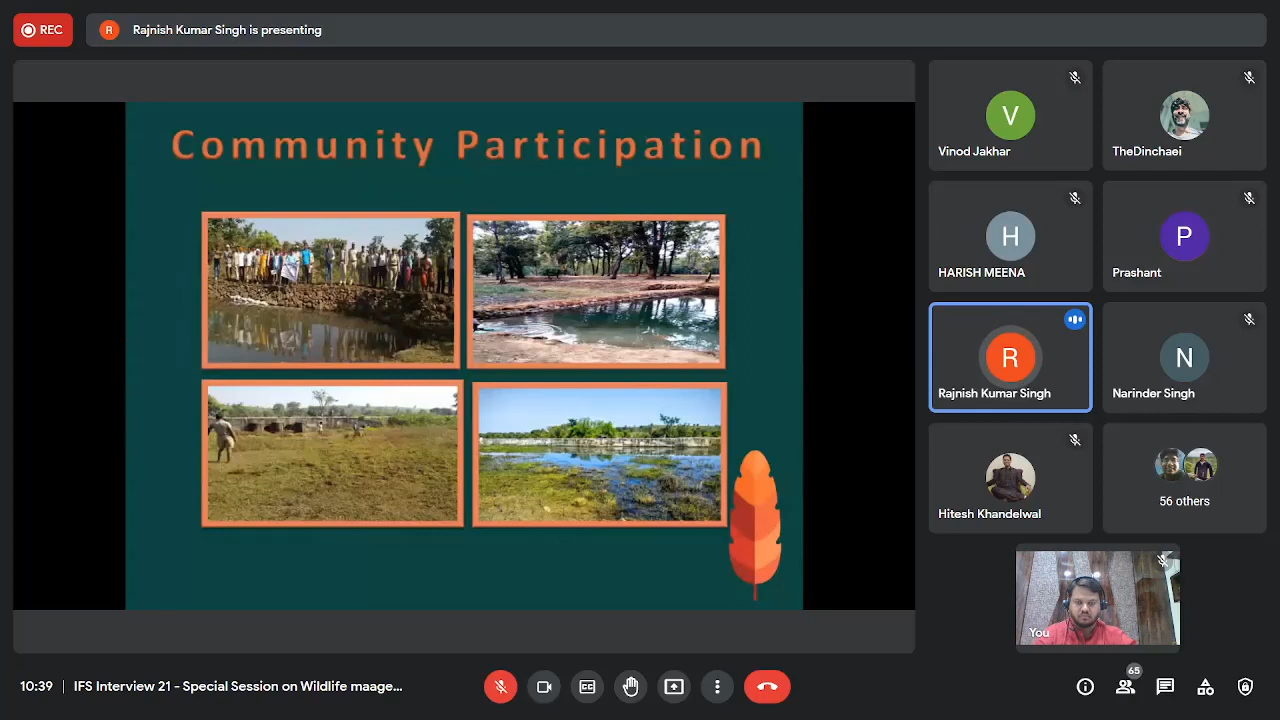 REC
R
Rajnish Kumar Singh is presenting
Community Participation
V
Vinod Jakhar
TheDinchaei
H
HARISH MEENA
P
Prashant
R
Rajnish Kumar Singh
N
Narinder Singh
Hitesh Khandelwal
56 others
You
10:39 | IFS Interview 21 - Special Session on Wildlife maage...
CC
65